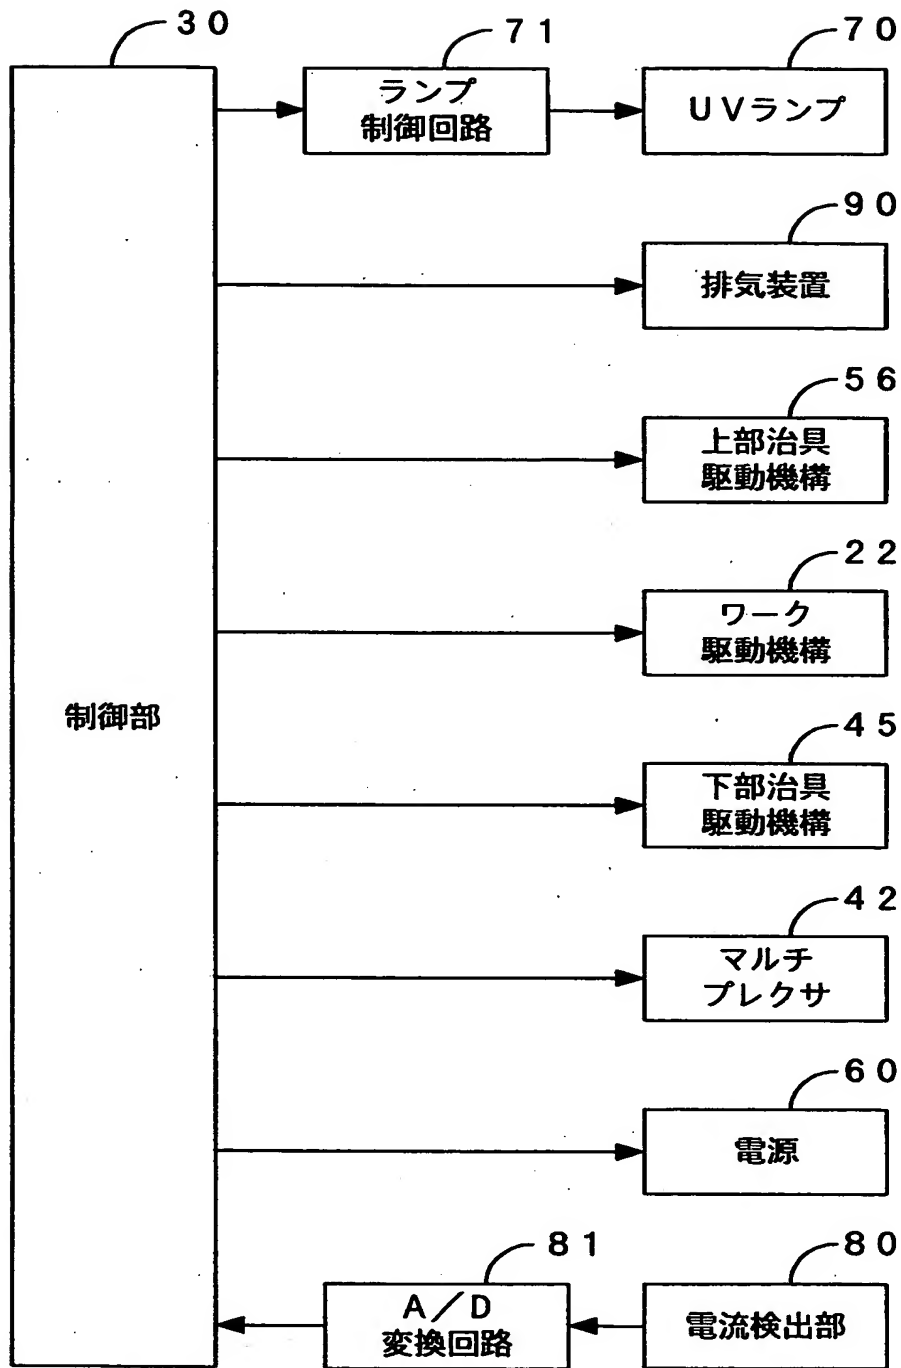 ３０
７１
７０
ランプ
制御回路
ＵＶランプ
９０
排気装置
５６
上部治具
駆動機構
２２
ワーク
駆動機構
制御部
４５
下部治具
駆動機構
４２
マルチ
プレクサ
６０
電源
８１
８０
Ａ／Ｄ
変換回路
電流検出部